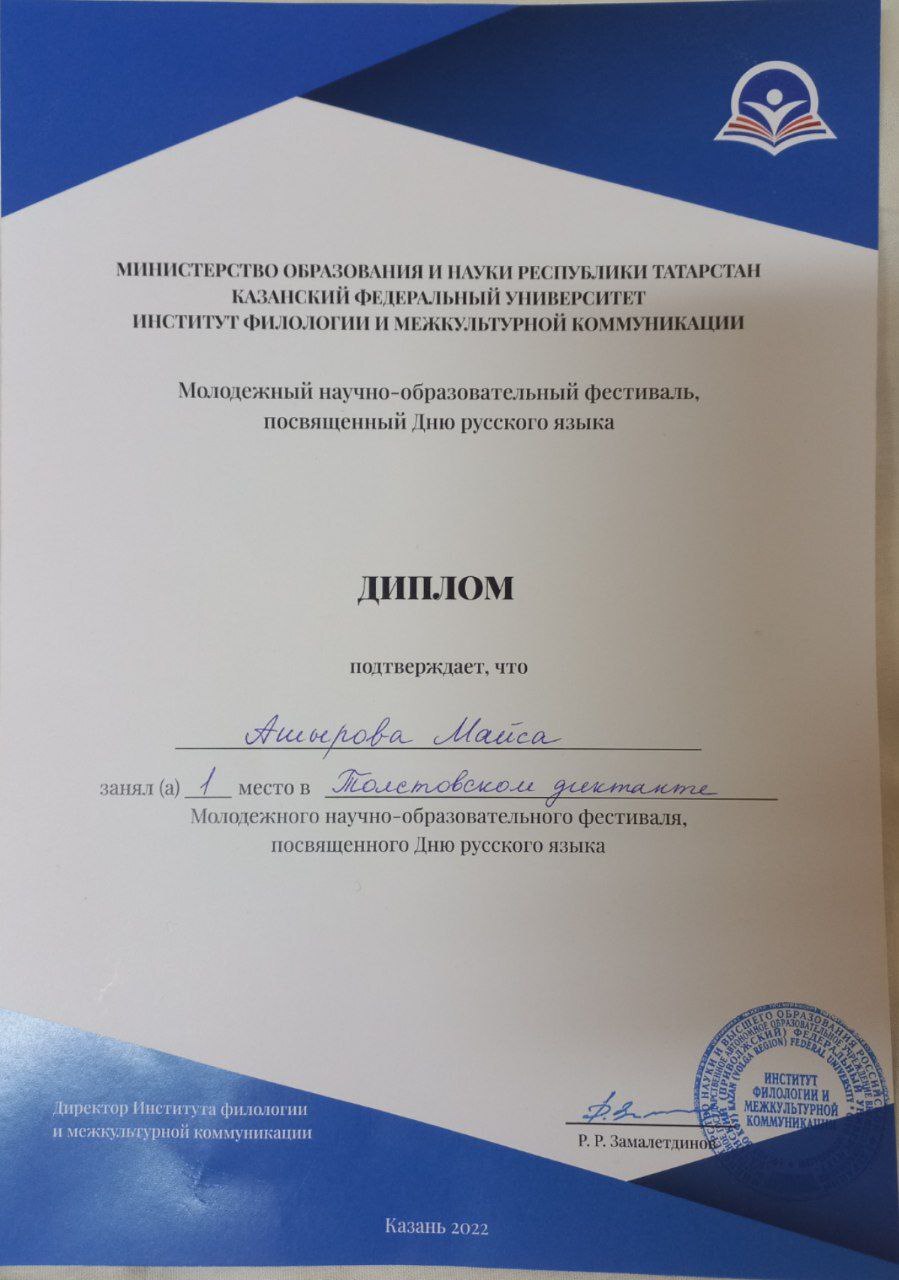 МИНИСТЕРСТВО ОБРАЗОВАНИЯ И НАУКИ РЕСПУБЛИКИ ТАТАРСТАН
КАЗАНСКИЙ ФЕДЕРАЛЬНЫЙ УНИВЕРСИТЕТ
ИНСТИТУТ ФИЛОЛОГИИ И МЕЖКУЛЬТУРНОЙ КОММУНИКАЦИИ
Молодежный научно-образовательный фестиваль,
посвященный Дню русского языка
ДИПЛОМ
подтверждает, что
Ашырова Майса
занял (а) 1 место в Толстовском диктанте
Молодежного научно-образовательного фестиваля,
посвященного Дню русского языка
Директор Института филологии
и межкультурной коммуникации
Р. Р. Замалетдинов
ИНСТИТУТ
ФИЛОЛОГИИ И
МЕЖКУЛЬТУРНОЙ
КОММУНИКАЦИИ
Казань 2022